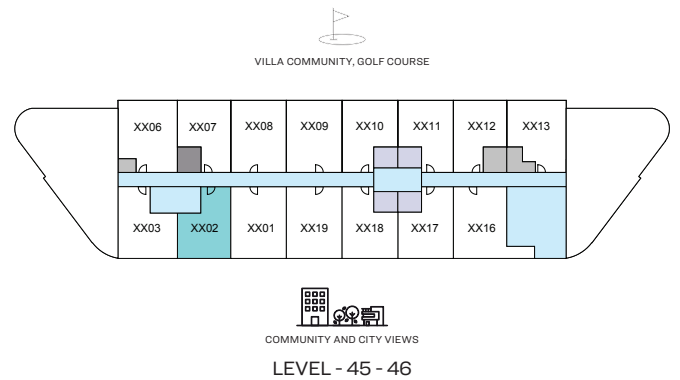 VILLA COMMUNITY, GOLF COURSE
XX06 XX07 XX08 XX09 XX10 XX11 XX12 XX13
XX03 XX02 XX01 XX19 XX18 XX17 XX16
COMMUNITY AND CITY VIEWS
LEVEL - 45 - 46